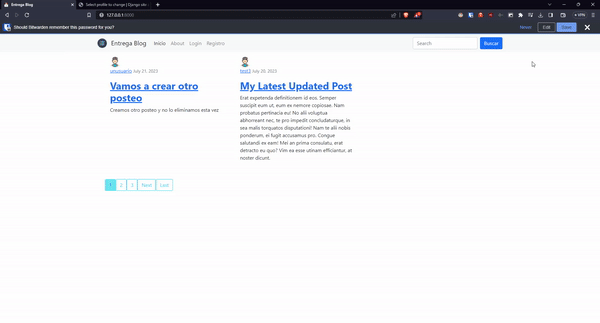 Entrega Blog
Select profile to change | Django site
127.0.0.1:8000
VPN
Should Bitwarden remember this password for you?
Never
Edit
Save
Entrega Blog
Inicio
About
Login
Registro
Search
Buscar
July 21, 2023
Vamos a crear otro
posteo
Creamos otro posteo y no lo eliminamos esta vez
test3 July 20, 2023
My Latest Updated Post
Erat expetenda definitionem id eos. Semper
suscipit eum ut, eum ex nemore copiosae. Nam
probatus pertinacia eu! No alii voluptua
abhorreant nec, te pro impedit concludaturque, in
sea malis torquatos disputationi! Nam te alii nobis
ponderum, ei fugit accusamus pro. Congue
salutandi ex eam! Mei an prima consulatu, erat
detracto eu quo? Vim ea esse utinam efficiantur, at
noster dicunt.
1 2 3 Next Last